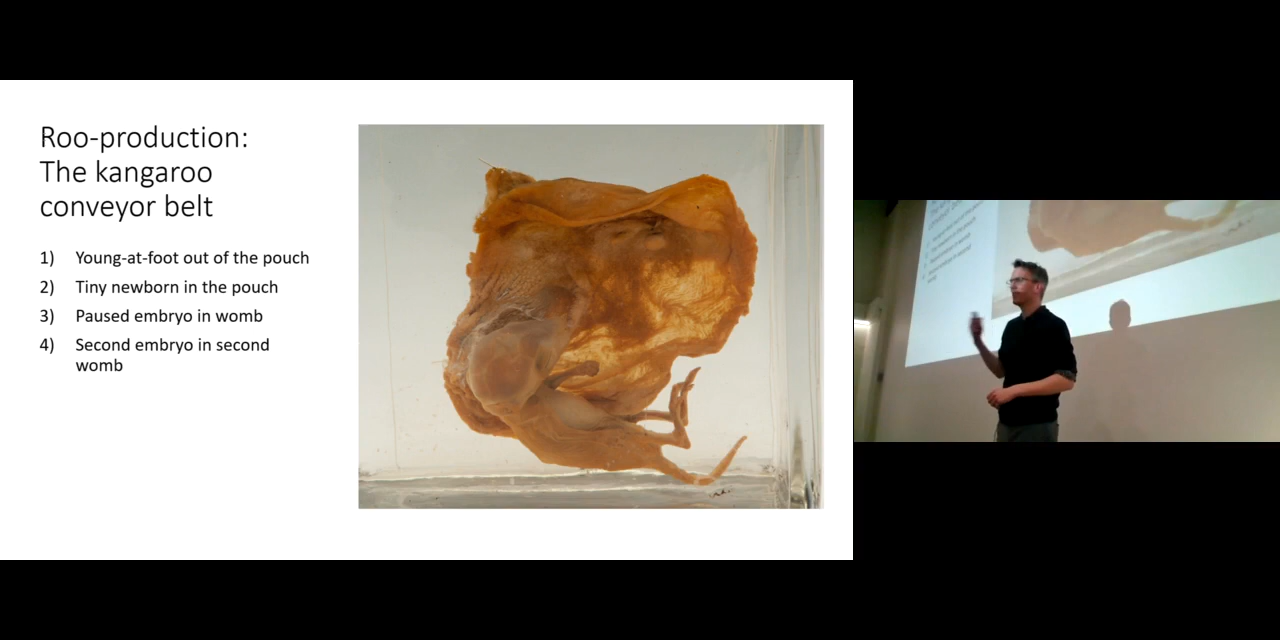 Roo-production:
The kangaroo
conveyor belt
1) Young-at-foot out of the pouch
2) Tiny newborn in the pouch
3) Paused embryo in womb
4) Second embryo in second
womb